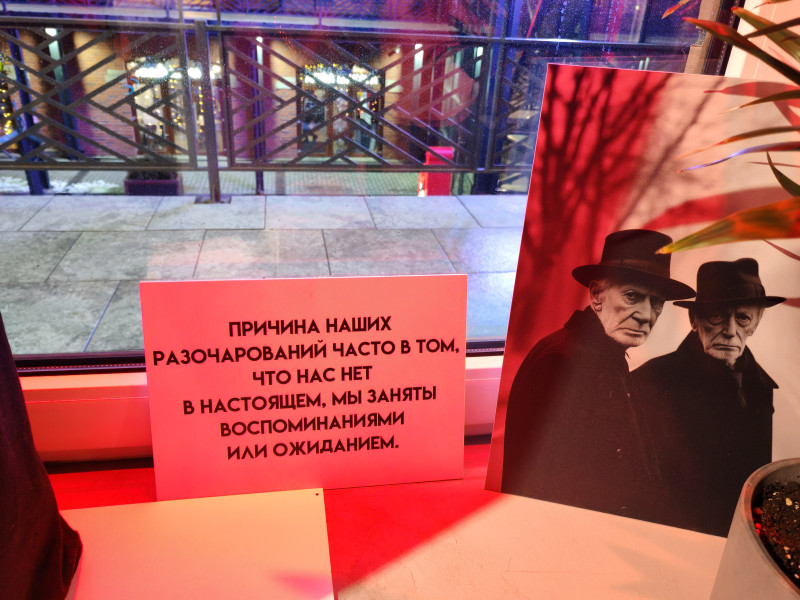 ПРИЧИНА НАШИХ
РАЗОЧАРОВАНИЙ ЧАСТО В ТОМ,
ЧТО НАС НЕТ
В НАСТОЯЩЕМ, МЫ ЗАНЯТЫ
ВОСПОМИНАНИЯМИ
ИЛИ ОЖИДАНИЕМ.